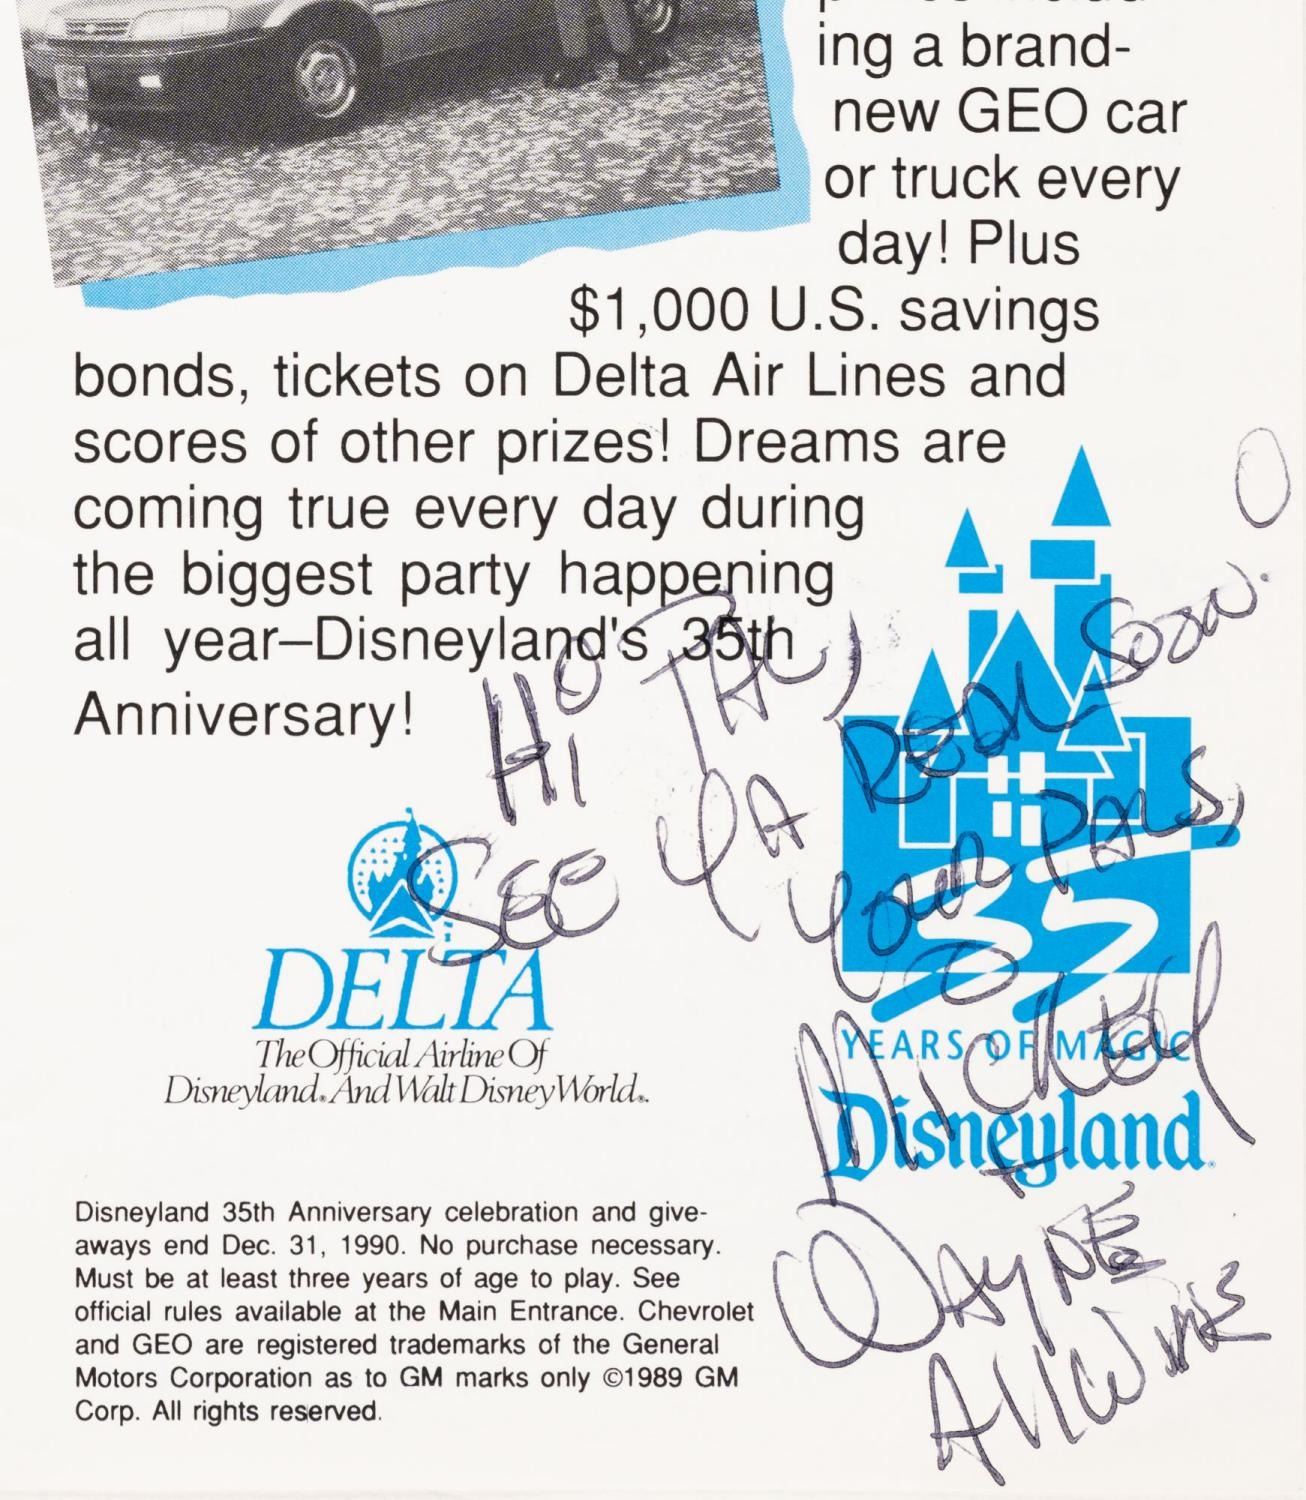 ing a brand-
new GEO car
or truck every
day! Plus
$1,000 U.S. savings
bonds, tickets on Delta Air Lines and
scores of other prizes! Dreams are
coming true every day during
the biggest party happening
all year—Disneyland's 35th
Anniversary!
HI PAL,
SEE YA REAL SOON.
YOUR PALS,
MICKEY
+
WAYNE
ALLWINE
DELTA
The Official Airline Of
Disneyland. And Walt Disney World.
35
YEARS OF MAGIC
Disneyland
Disneyland 35th Anniversary celebration and give-
aways end Dec. 31, 1990. No purchase necessary.
Must be at least three years of age to play. See
official rules available at the Main Entrance. Chevrolet
and GEO are registered trademarks of the General
Motors Corporation as to GM marks only ©1989 GM
Corp. All rights reserved.